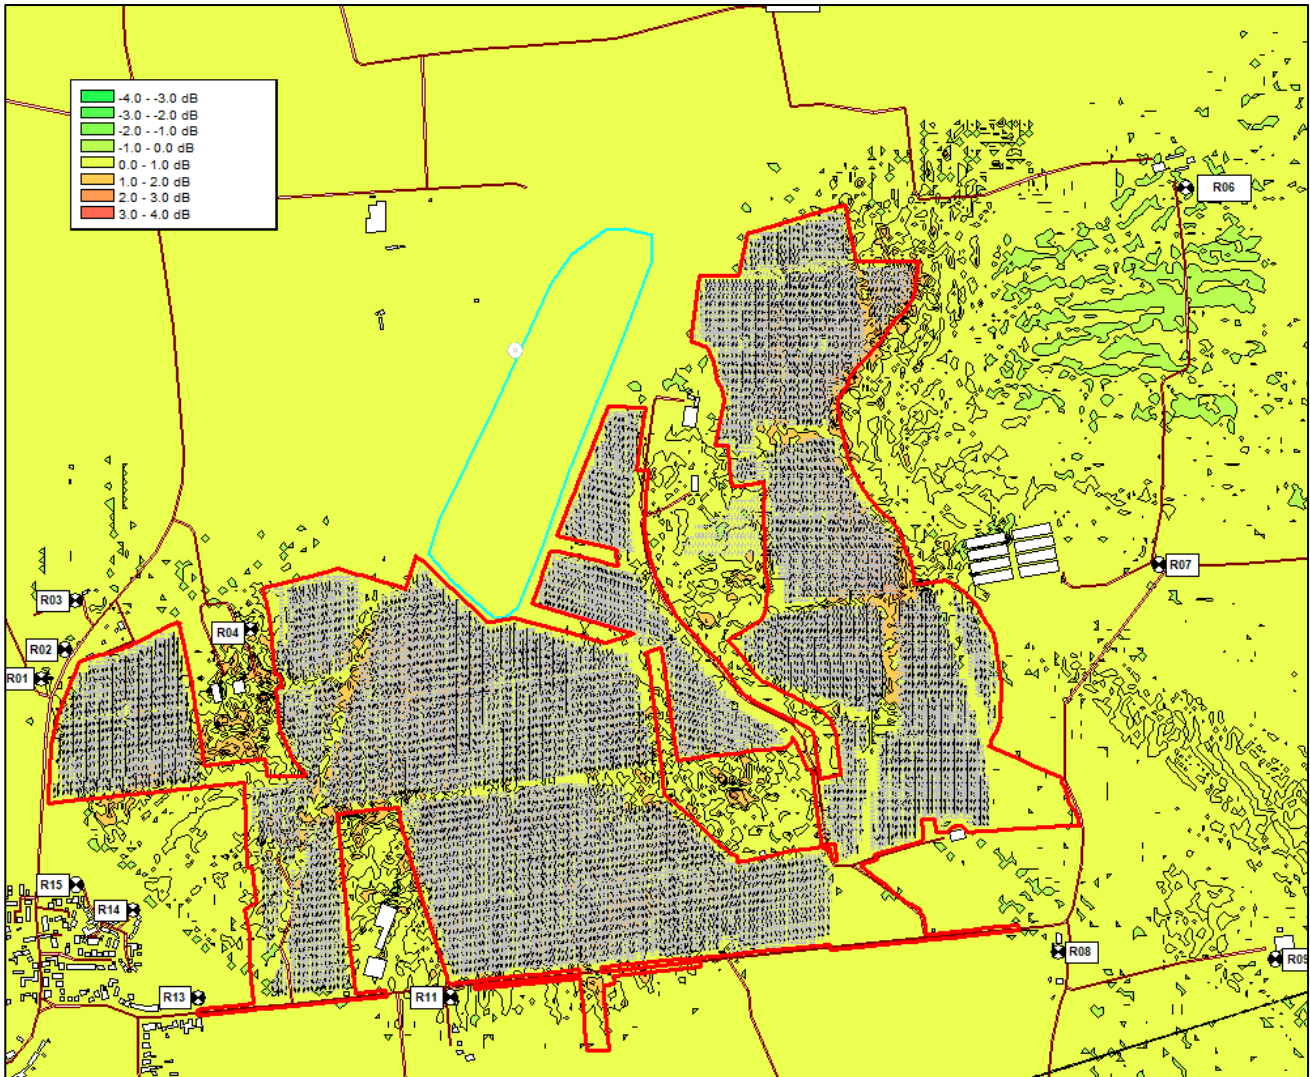 -4.0 - -3.0 dB
-3.0 - -2.0 dB
-2.0 - -1.0 dB
-1.0 - 0.0 dB
0.0 - 1.0 dB
1.0 - 2.0 dB
2.0 - 3.0 dB
3.0 - 4.0 dB
R06
R07
R03
R04
R02
R01
R15
R14
R08
R09
R13
R11